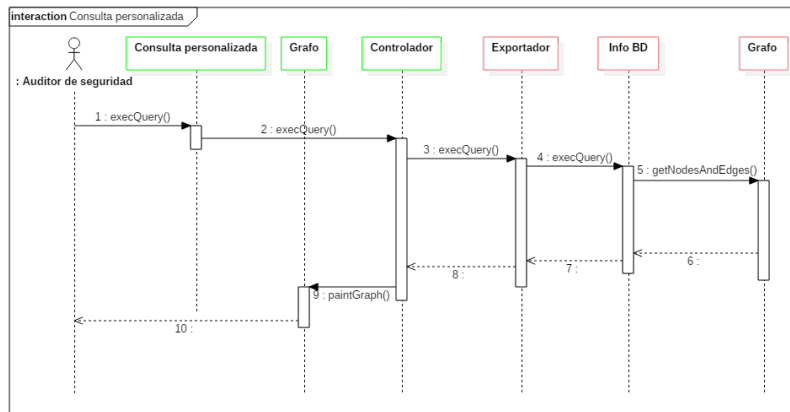 interaction Consulta personalizada
Consulta personalizada
Grafo
Controlador
Exportador
Info BD
Grafo
: Auditor de seguridad
1 : execQuery()
2 : execQuery()
3 : execQuery()
4 : execQuery()
5 : getNodesAndEdges()
6 :
7 :
8 :
9 : paintGraph()
10 :